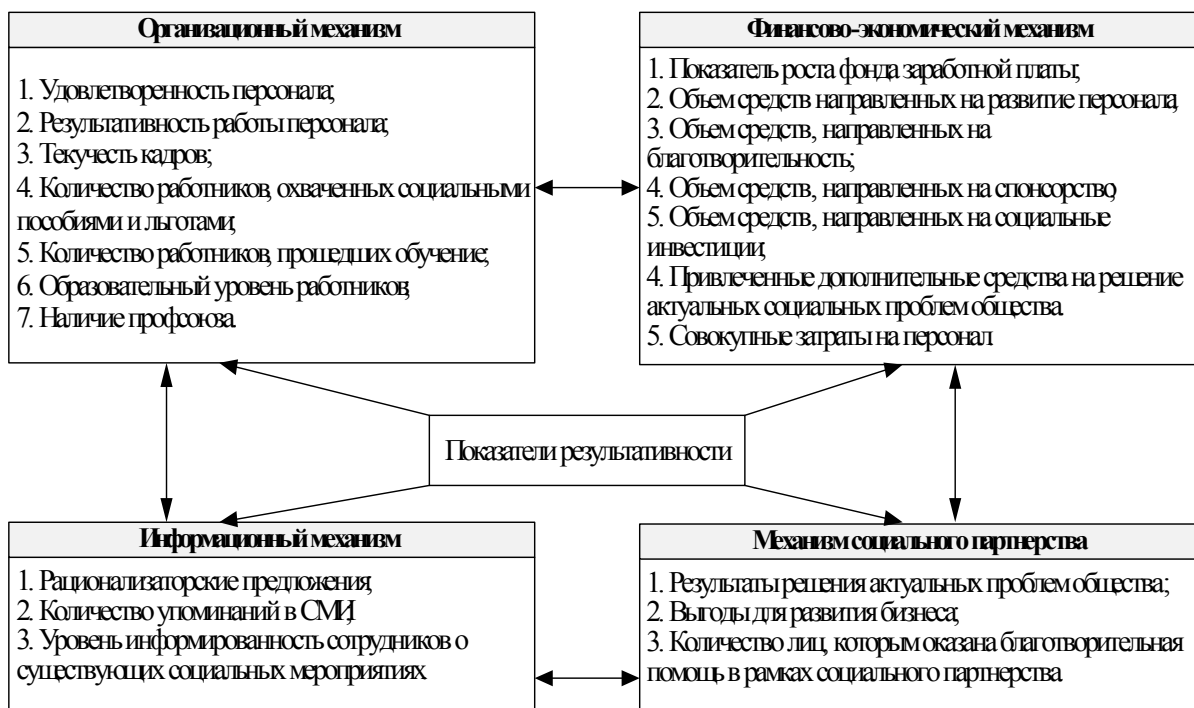 Организационный механизм
1. Удовлетворенность персонала;
2. Результативность работы персонала;
3. Текучесть кадров;
4. Количество работников, охваченных социальными
пособиями и льготами;
5. Количество работников, прошедших обучение;
6. Образовательный уровень работников;
7. Наличие профсоюза.
Финансово-экономический механизм
1. Показатель роста фонда заработной платы;
2. Объем средств направленных на развитие персонала;
3. Объем средств, направленных на
благотворительность;
4. Объем средств, направленных на спонсорство;
5. Объем средств, направленных на социальные
инвестиции;
4. Привлеченные дополнительные средства на решение
актуальных социальных проблем общества.
5. Совокупные затраты на персонал
Показатели результативности
Информационный механизм
1. Рационализаторские предложения;
2. Количество упоминаний в СМИ;
3. Уровень информированность сотрудников о
существующих социальных мероприятиях.
Механизм социального партнерства
1. Результаты решения актуальных проблем общества;
2. Выгоды для развития бизнеса;
3. Количество лиц, которым оказана благотворительная
помощь в рамках социального партнерства.